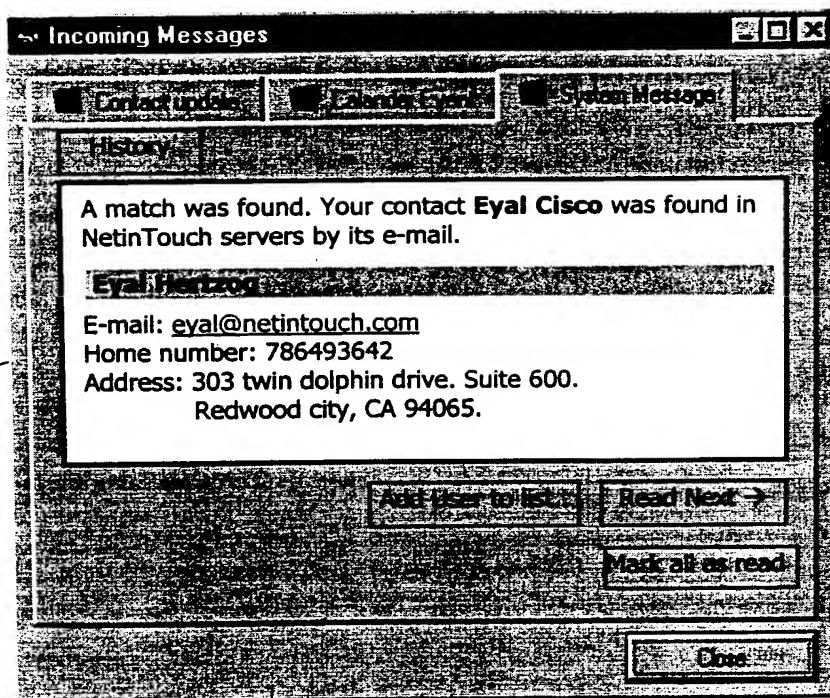 Incoming Messages
Contact update
Calander Event
System Message
History
A match was found. Your contact Eyal Cisco was found in
NetinTouch servers by its e-mail.
Eyal Hertzog
E-mail: eyal@netintouch.com
Home number: 786493642
Address: 303 twin dolphin drive. Suite 600.
Redwood city, CA 94065.
Add User to list
Read Next →
Mark all as read
Close